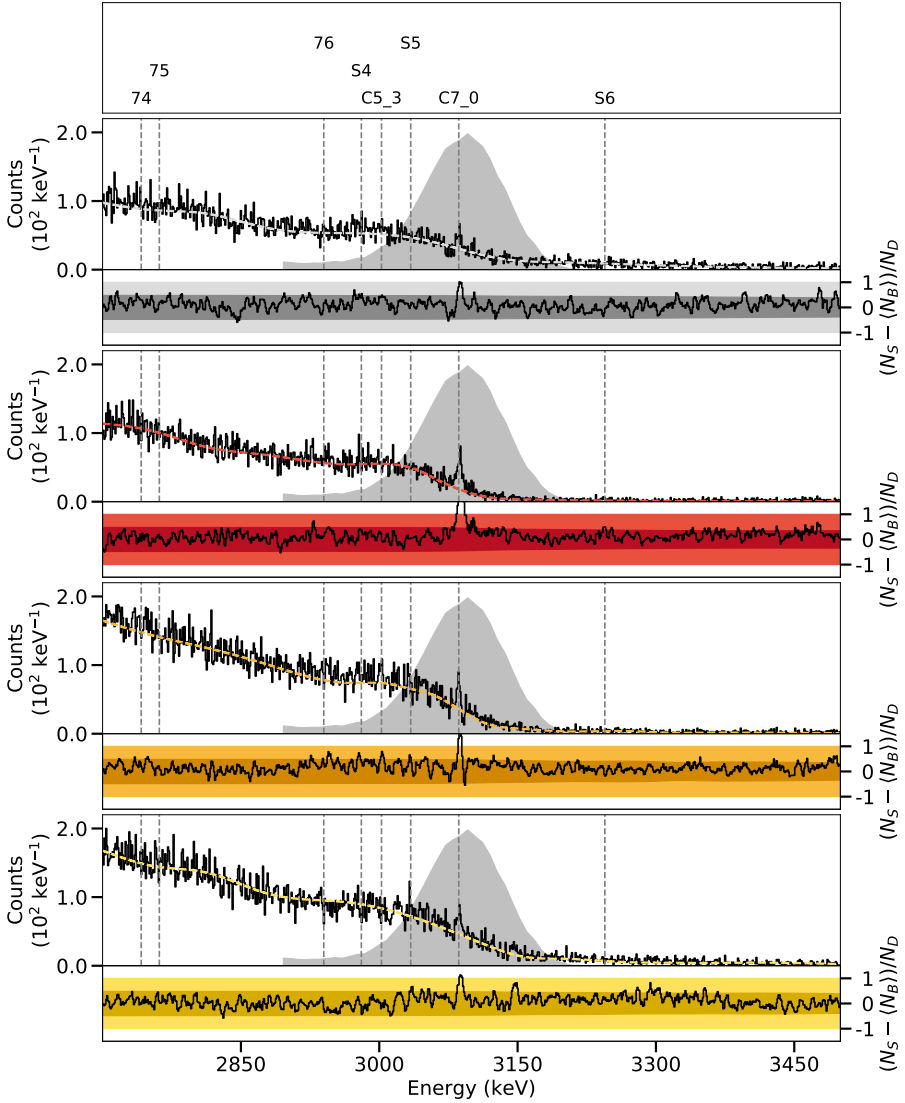 76 S5
75 S4
74 C5_3 C7_0 S6
Counts
(10² keV⁻¹)
2.0
1.0
0.0
1
0
-1
(N_S − ⟨N_B⟩)/N_D
Counts
(10² keV⁻¹)
2.0
1.0
0.0
1
0
-1
(N_S − ⟨N_B⟩)/N_D
Counts
(10² keV⁻¹)
2.0
1.0
0.0
1
0
-1
(N_S − ⟨N_B⟩)/N_D
Counts
(10² keV⁻¹)
2.0
1.0
0.0
1
0
-1
(N_S − ⟨N_B⟩)/N_D
2850 3000 3150 3300 3450
Energy (keV)